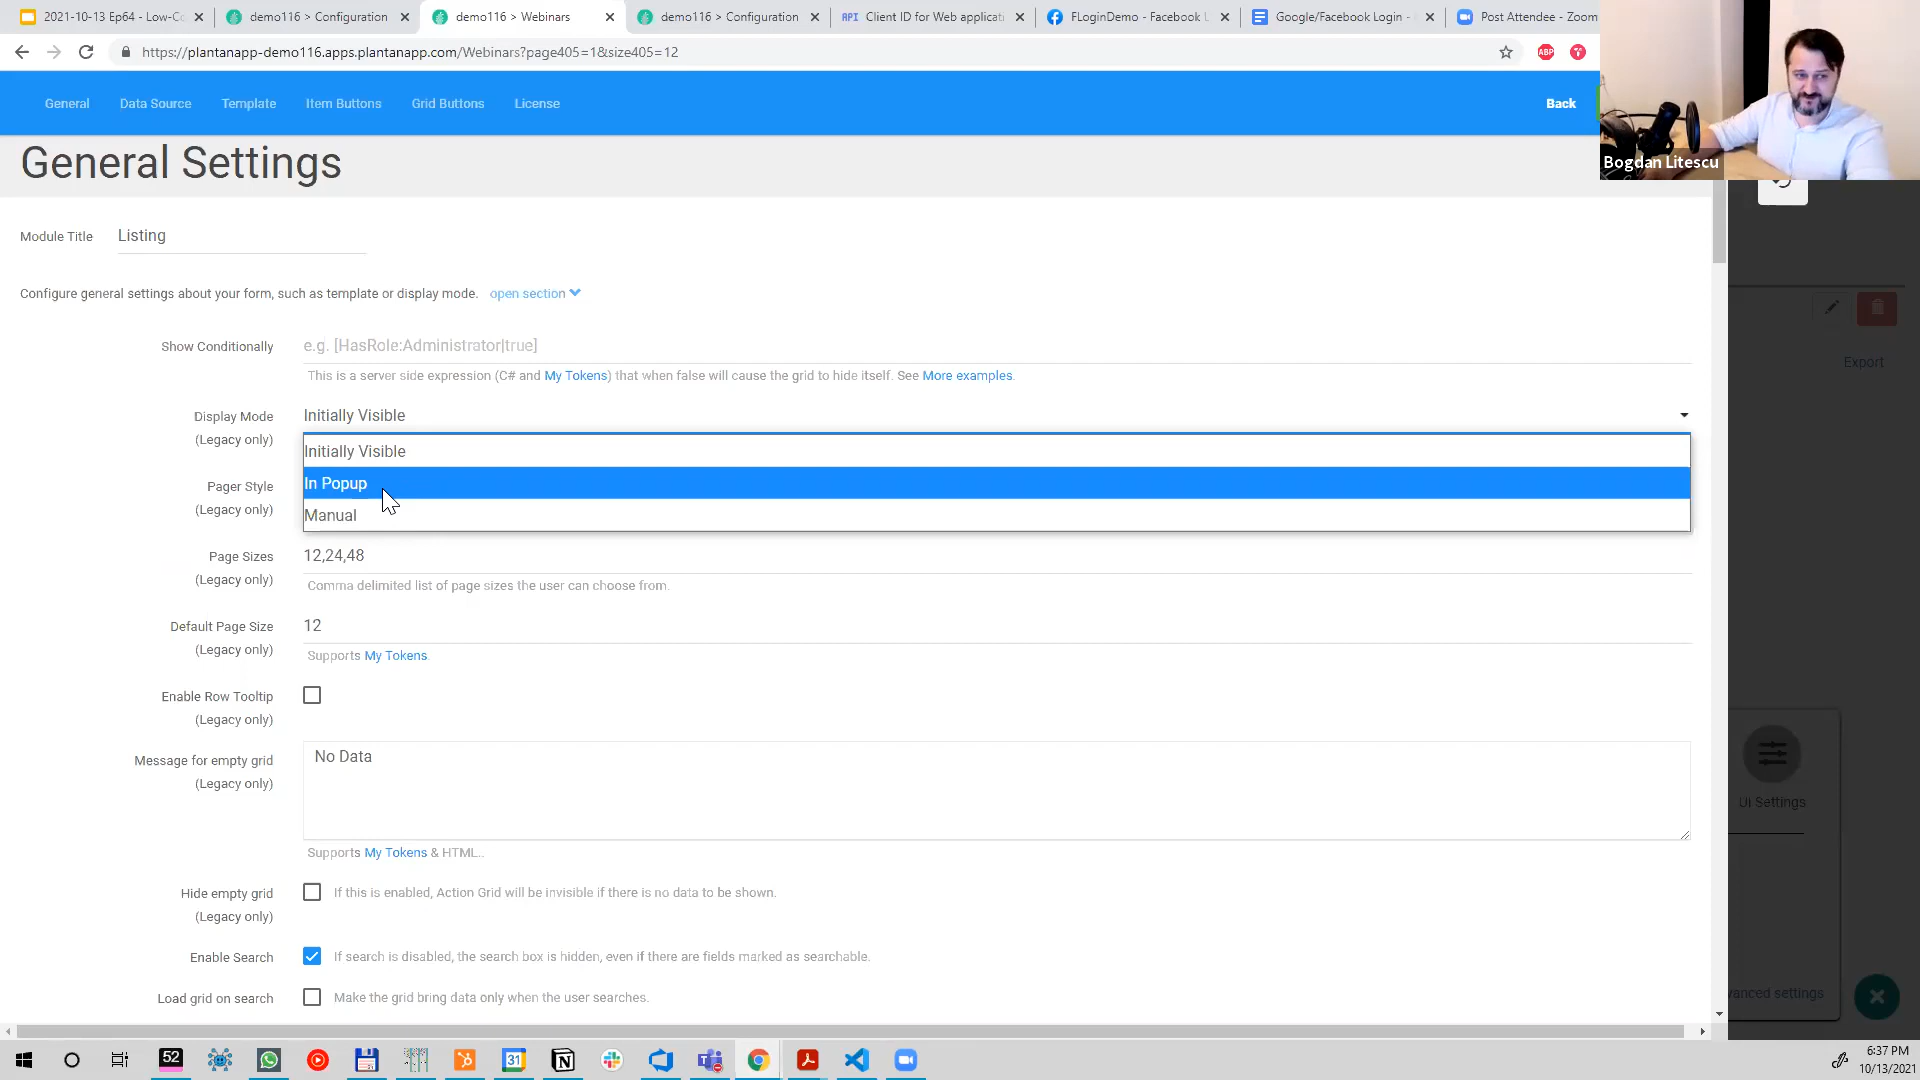 2021-10-13 Ep64 - Low-Co
demo116 > Configuration
demo116 > Webinars
demo116 > Configuration
API
Client ID for Web applicati
FLoginDemo - Facebook L
Google/Facebook Login -
Post Attendee - Zoom
https://plantanapp-demo116.apps.plantanapp.com/Webinars?page405=1&size405=12
ABP
General
Data Source
Template
Item Buttons
Grid Buttons
License
Back
Bogdan Litescu
General Settings
Module Title
Listing
Configure general settings about your form, such as template or display mode.
open section
Show Conditionally
e.g. [HasRole:Administrator|true]
This is a server side expression (C# and My Tokens) that when false will cause the grid to hide itself. See More examples.
Export
Display Mode
(Legacy only)
Initially Visible
Initially Visible
In Popup
Manual
Pager Style
(Legacy only)
Page Sizes
(Legacy only)
12,24,48
Comma delimited list of page sizes the user can choose from.
Default Page Size
(Legacy only)
12
Supports My Tokens.
Enable Row Tooltip
(Legacy only)
Message for empty grid
(Legacy only)
No Data
Supports My Tokens & HTML..
UI Settings
Hide empty grid
(Legacy only)
If this is enabled, Action Grid will be invisible if there is no data to be shown.
Enable Search
If search is disabled, the search box is hidden, even if there are fields marked as searchable.
Load grid on search
Make the grid bring data only when the user searches.
vanced settings
52
31
6:37 PM
10/13/2021